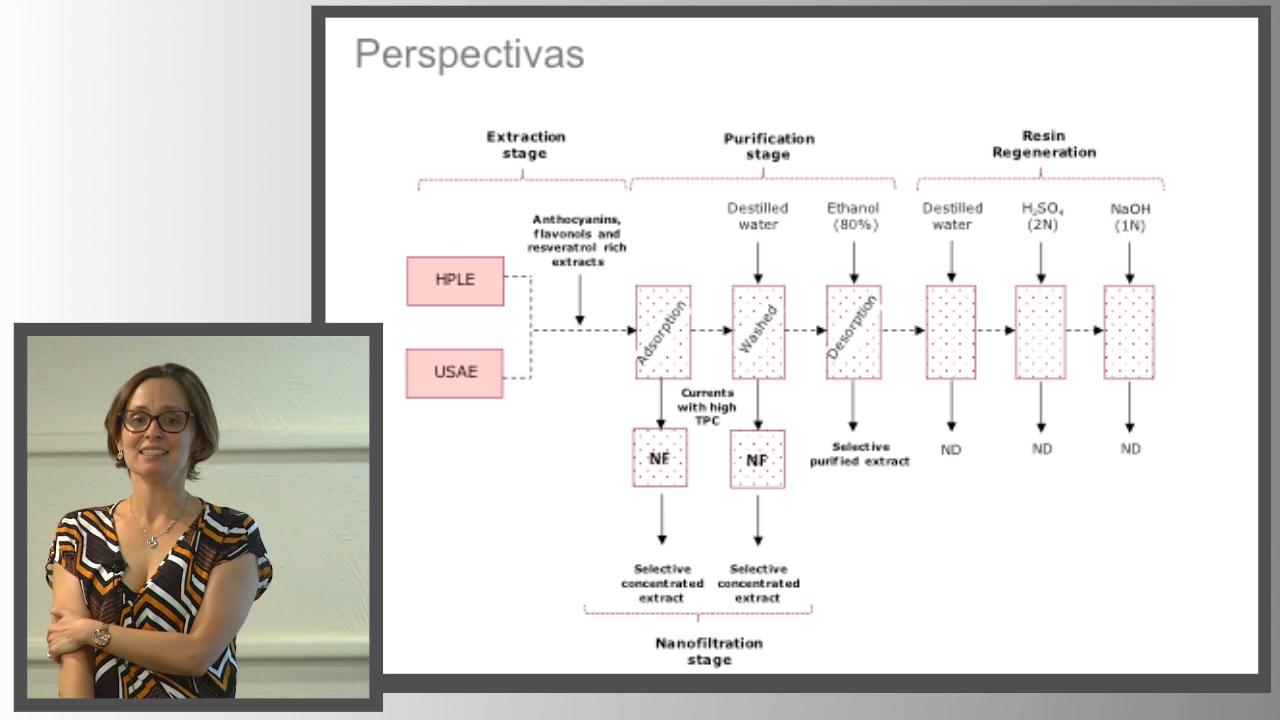 Perspectivas
Extraction
stage
Purification
stage
Resin
Regeneration
Anthocyanins,
flavonols and
resveratrol rich
extracts
Destilled
water
Ethanol
(80%)
Destilled
water
H₂SO₄
(2N)
NaOH
(1N)
HPLE
USAE
Adsorption
Washed
Desorption
Currents
with high
TPC
NF
NF
Selective
purified extract
ND
ND
ND
Selective
concentrated
extract
Selective
concentrated
extract
Nanofiltration
stage